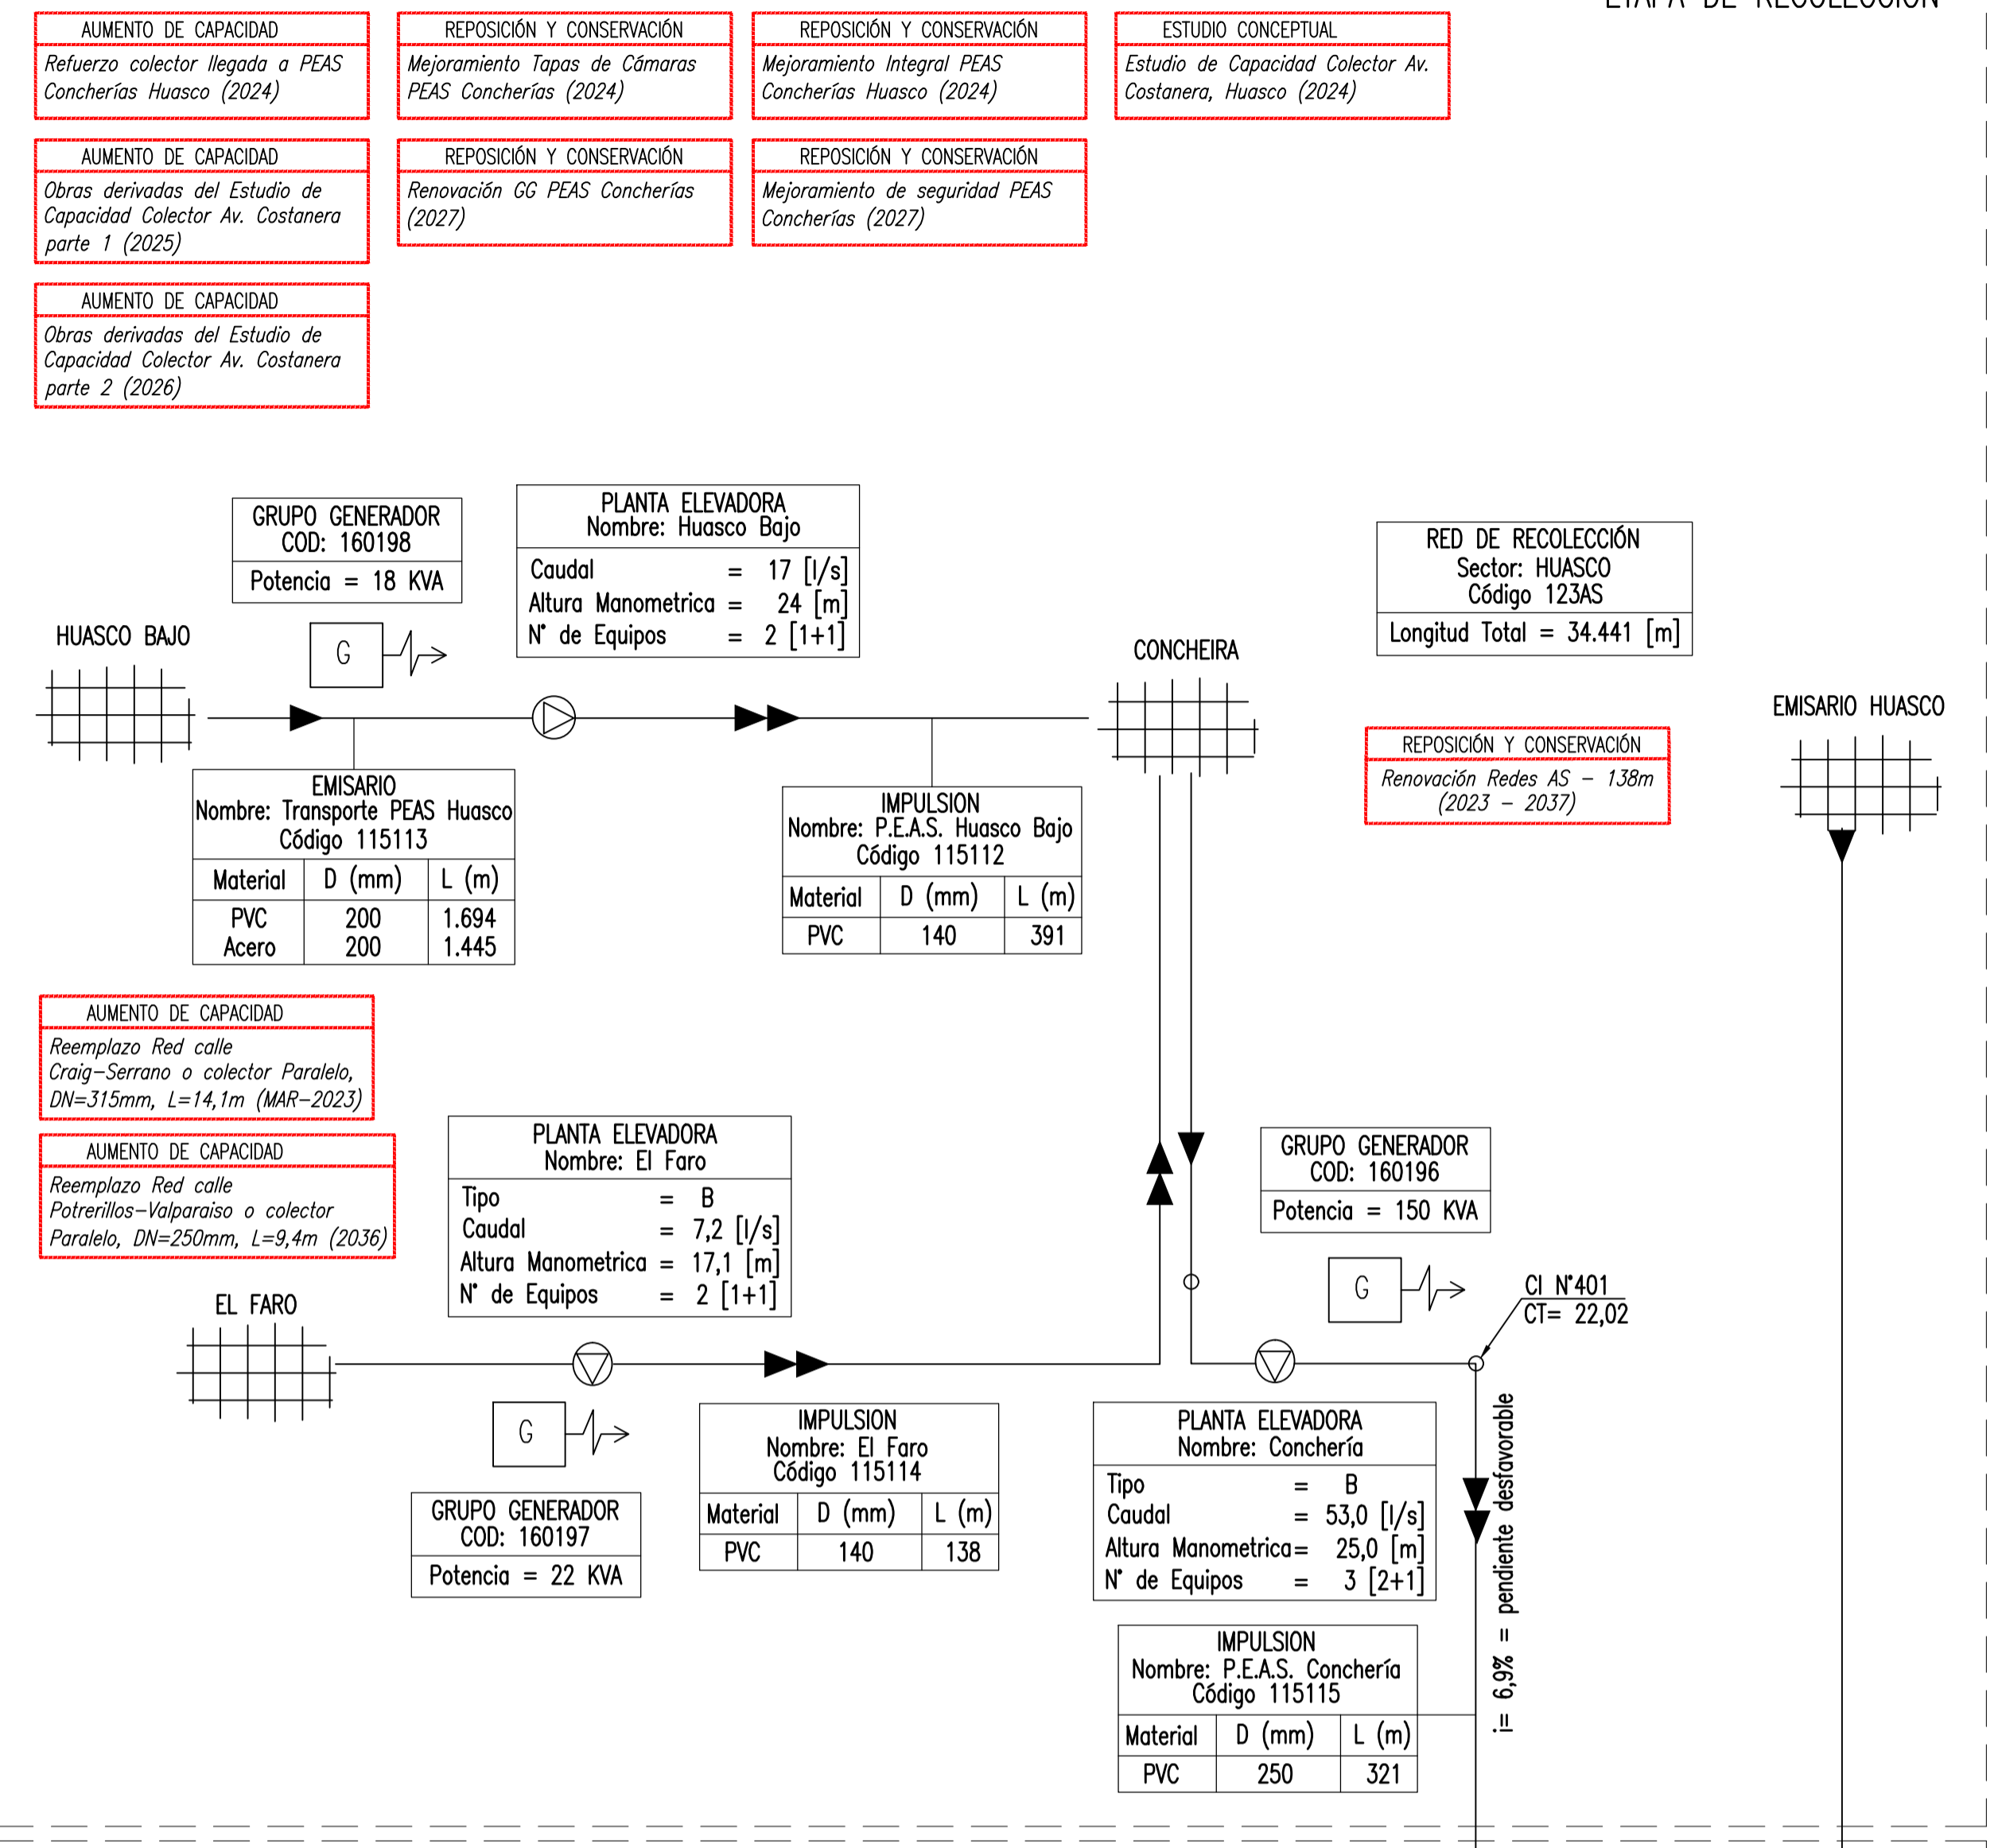 ETAPA DE RECOLECCIÓN
AUMENTO DE CAPACIDAD
Refuerzo colector llegada a PEAS
Concherías Huasco (2024)
REPOSICIÓN Y CONSERVACIÓN
Mejoramiento Tapas de Cámaras
PEAS Concherías (2024)
REPOSICIÓN Y CONSERVACIÓN
Mejoramiento Integral PEAS
Concherías Huasco (2024)
ESTUDIO CONCEPTUAL
Estudio de Capacidad Colector Av.
Costanera, Huasco (2024)
AUMENTO DE CAPACIDAD
Obras derivadas del Estudio de
Capacidad Colector Av. Costanera
parte 1 (2025)
REPOSICIÓN Y CONSERVACIÓN
Renovación GG PEAS Concherías
(2027)
REPOSICIÓN Y CONSERVACIÓN
Mejoramiento de seguridad PEAS
Concherías (2027)
AUMENTO DE CAPACIDAD
Obras derivadas del Estudio de
Capacidad Colector Av. Costanera
parte 2 (2026)
GRUPO GENERADOR
COD: 160198
Potencia = 18 KVA
PLANTA ELEVADORA
Nombre: Huasco Bajo
Caudal = 17 [l/s]
Altura Manometrica = 24 [m]
N° de Equipos = 2 [1+1]
RED DE RECOLECCIÓN
Sector: HUASCO
Código 123AS
Longitud Total = 34.441 [m]
HUASCO BAJO
G
CONCHEIRA
EMISARIO HUASCO
REPOSICIÓN Y CONSERVACIÓN
Renovación Redes AS - 138m
(2023 - 2037)
EMISARIO
Nombre: Transporte PEAS Huasco
Código 115113
Material D (mm) L (m)
PVC 200 1.694
Acero 200 1.445
IMPULSION
Nombre: P.E.A.S. Huasco Bajo
Código 115112
Material D (mm) L (m)
PVC 140 391
AUMENTO DE CAPACIDAD
Reemplazo Red calle
Craig-Serrano o colector Paralelo,
DN=315mm, L=14,1m (MAR-2023)
AUMENTO DE CAPACIDAD
Reemplazo Red calle
Potrerillos-Valparaiso o colector
Paralelo, DN=250mm, L=9,4m (2036)
PLANTA ELEVADORA
Nombre: El Faro
Tipo = B
Caudal = 7,2 [l/s]
Altura Manometrica = 17,1 [m]
N° de Equipos = 2 [1+1]
GRUPO GENERADOR
COD: 160196
Potencia = 150 KVA
G
CI N°401
CT= 22,02
EL FARO
G
GRUPO GENERADOR
COD: 160197
Potencia = 22 KVA
IMPULSION
Nombre: El Faro
Código 115114
Material D (mm) L (m)
PVC 140 138
PLANTA ELEVADORA
Nombre: Conchería
Tipo = B
Caudal = 53,0 [l/s]
Altura Manometrica= 25,0 [m]
N° de Equipos = 3 [2+1]
i= 6,9% = pendiente desfavorable
IMPULSION
Nombre: P.E.A.S. Conchería
Código 115115
Material D (mm) L (m)
PVC 250 321